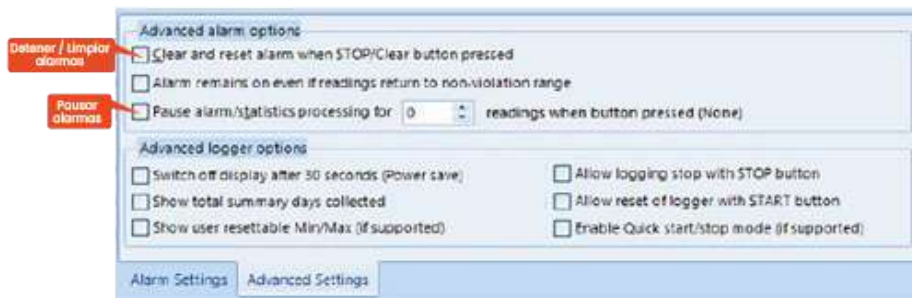 Advanced alarm options
Detener / Limpiar alarmas
Clear and reset alarm when STOP/Clear button pressed
Alarm remains on even if readings return to non-violation range
Pausar alarmas
Pause alarm/statistics processing for 0 readings when button pressed (None)
Advanced logger options
Switch off display after 30 seconds (Power save)
Allow logging stop with STOP button
Show total summary days collected
Allow reset of logger with START button
Show user resettable Min/Max (if supported)
Enable Quick start/stop mode (if supported)
Alarm Settings
Advanced Settings